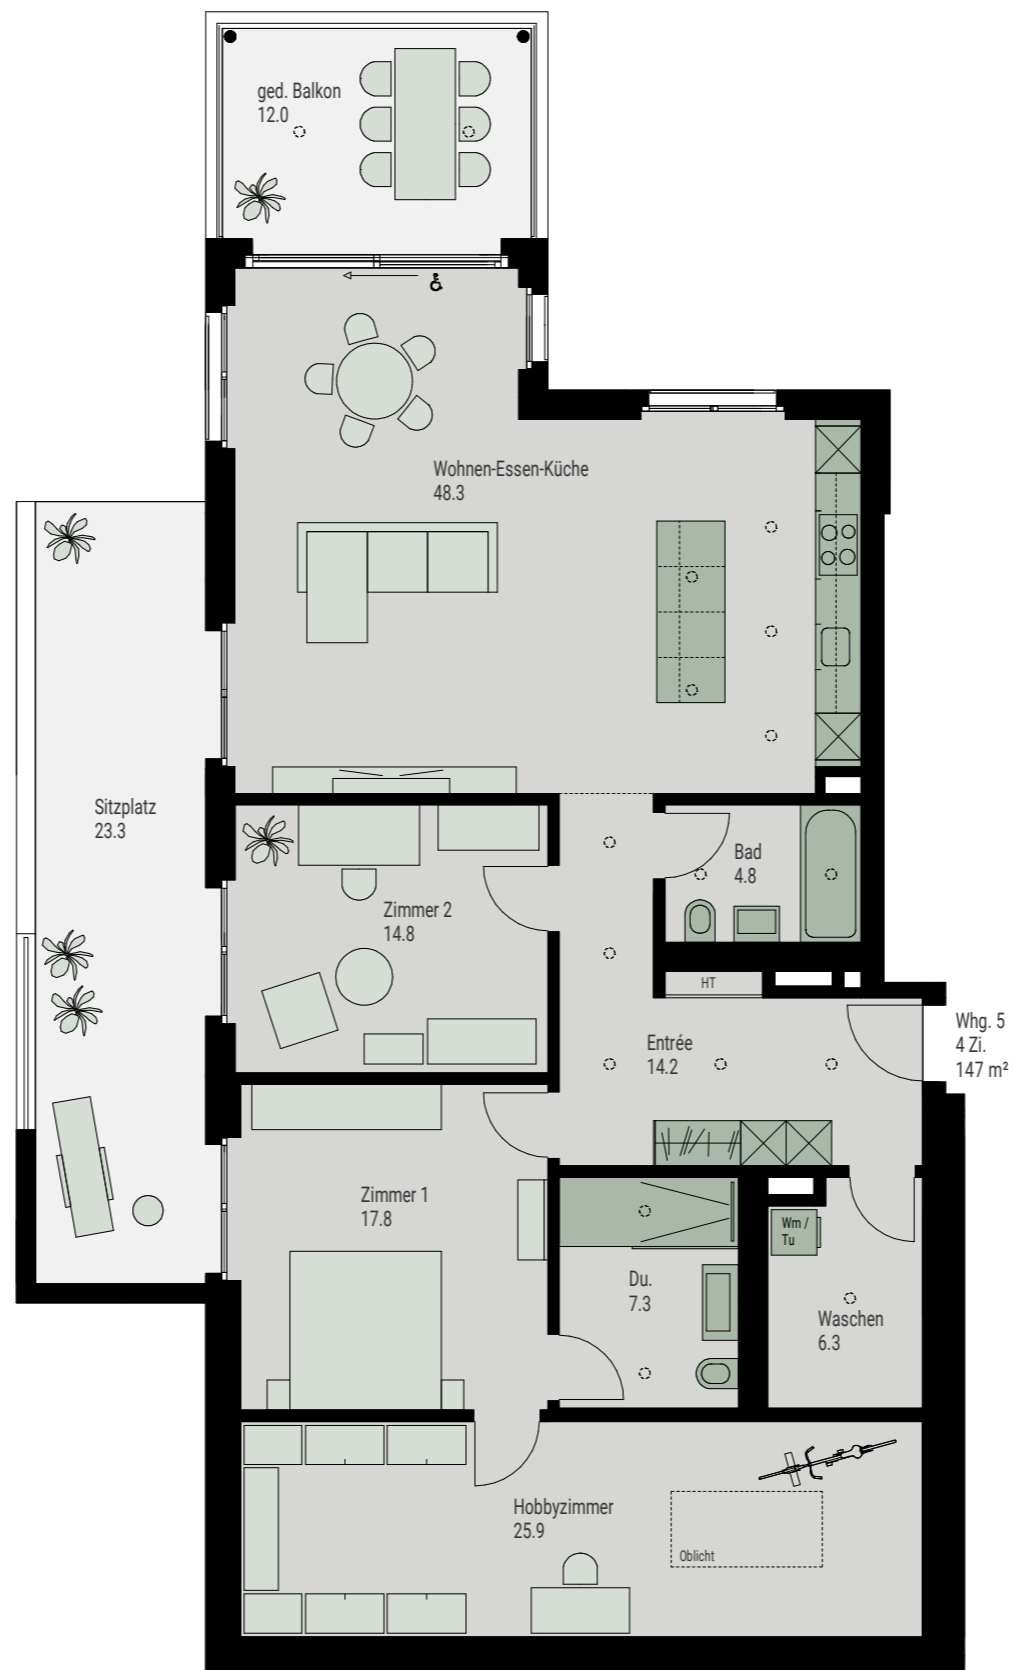 ged. Balkon
12.0
Wohnen-Essen-Küche
48.3
Sitzplatz
23.3
Bad
4.8
Zimmer 2
14.8
HT
Whg. 5
4 Zi.
147 m²
Entrée
14.2
Zimmer 1
17.8
Wm /
Tu
Du.
7.3
Waschen
6.3
Hobbyzimmer
25.9
Oblicht